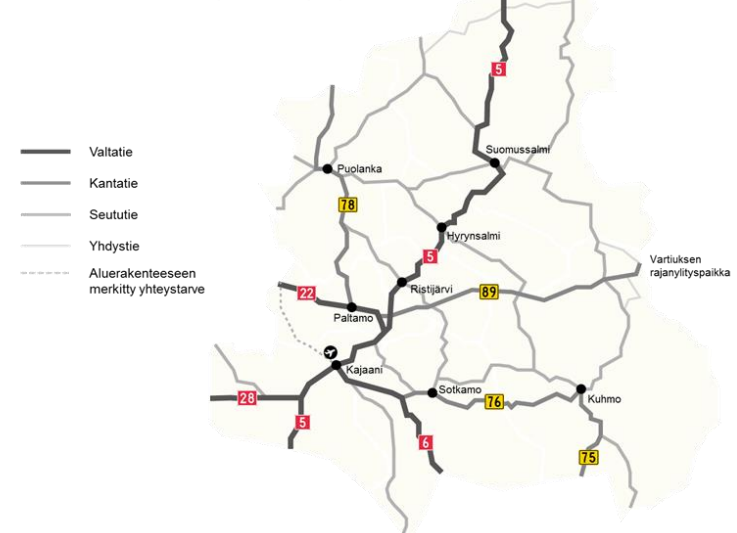 Valtatie
Kantatie
Seututie
Yhdystie
Aluerakenteeseen
merkitty yhteystarve
5
Suomussalmi
Puolanka
78
Hyrynsalmi
5
Vartiuksen
rajanylityspaikka
22
Ristijärvi
89
Paltamo
Kajaani
Sotkamo
28
76
Kuhmo
5
6
75